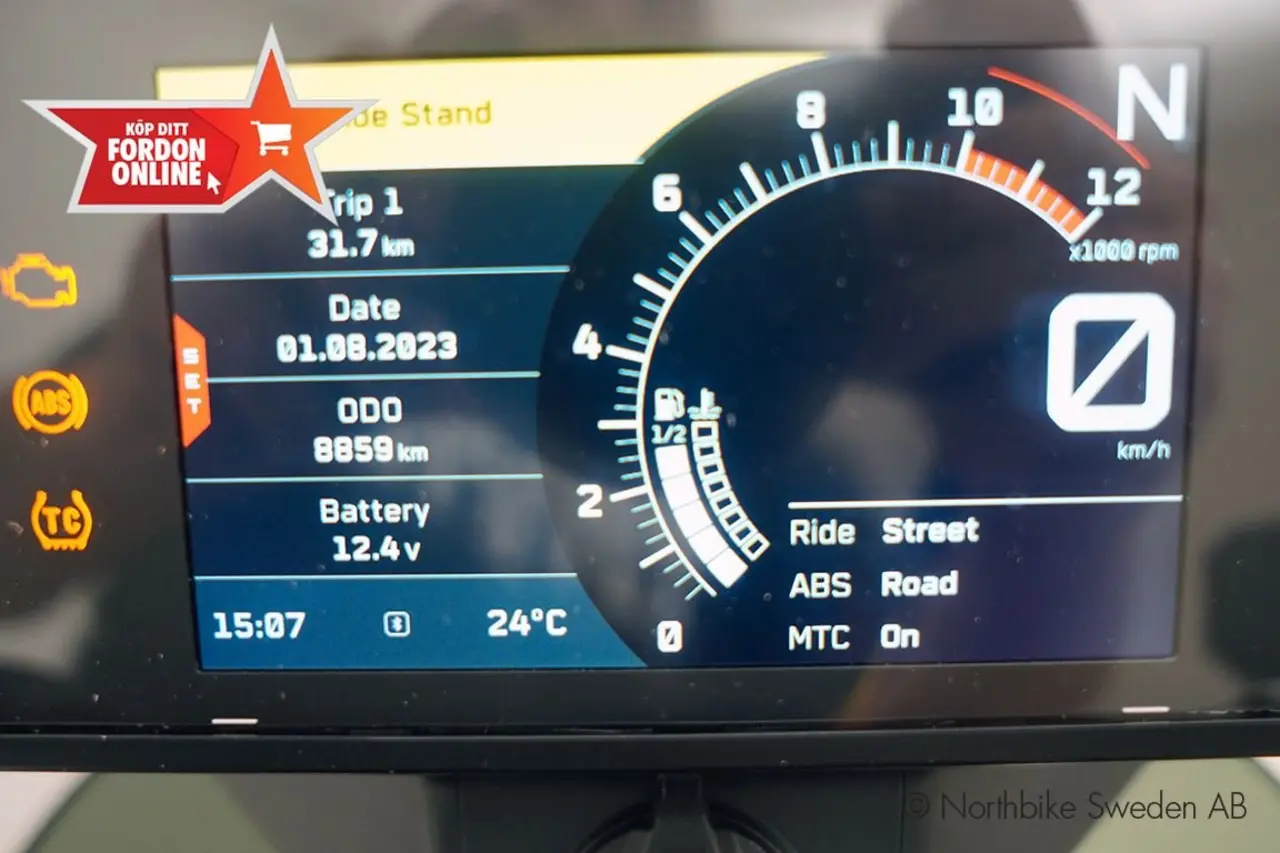 KÖP DITT
FORDON
ONLINE
Stand
Trip 1
31.7 km
Date
01.08.2023
ODO
8859 km
Battery
12.4 v
15:07
24°C
SET
ABS
TC
0
2
4
6
8
10
12
x1000 rpm
N
1/2
0
km/h
Ride Street
ABS Road
MTC On
© Northbike Sweden AB